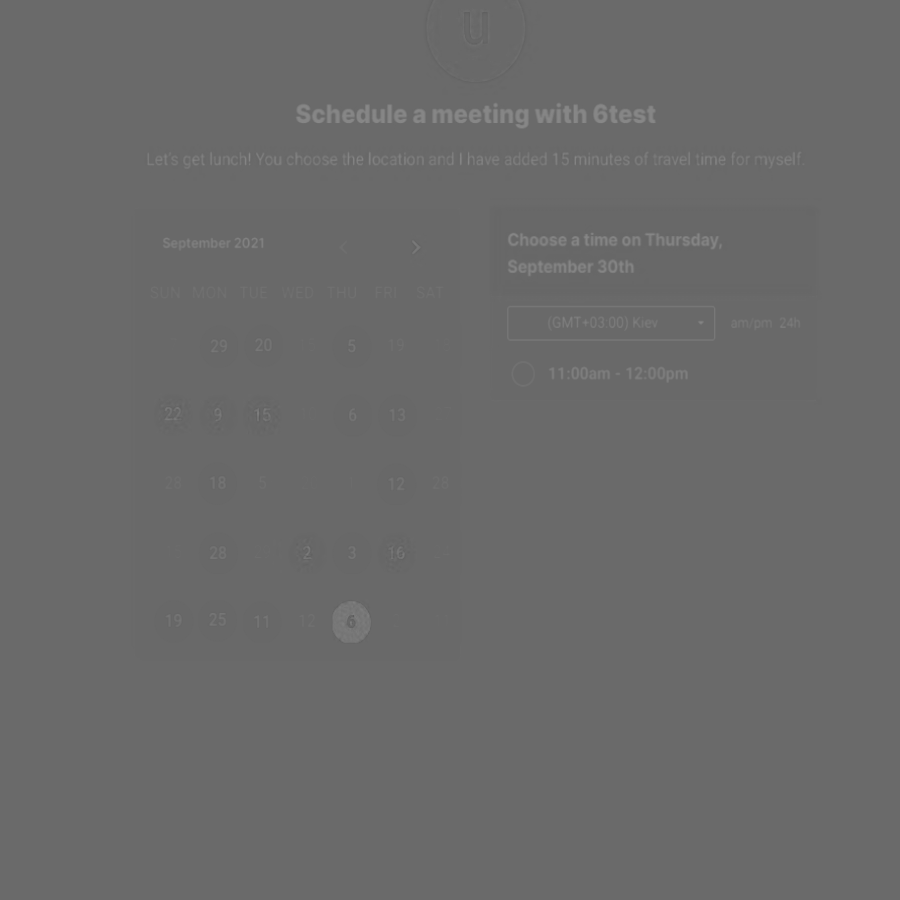 u
Schedule a meeting with 6test
Let's get lunch! You choose the location and I have added 15 minutes of travel time for myself.
September 2021
SUN MON TUE WED THU FRI SAT
29 20 5 19
22 9 15 6 13
28 18 5 12 23
28 2 3 16
19 25 11 12 6
Choose a time on Thursday,
September 30th
(GMT+03:00) Kiev am/pm 24h
11:00am - 12:00pm